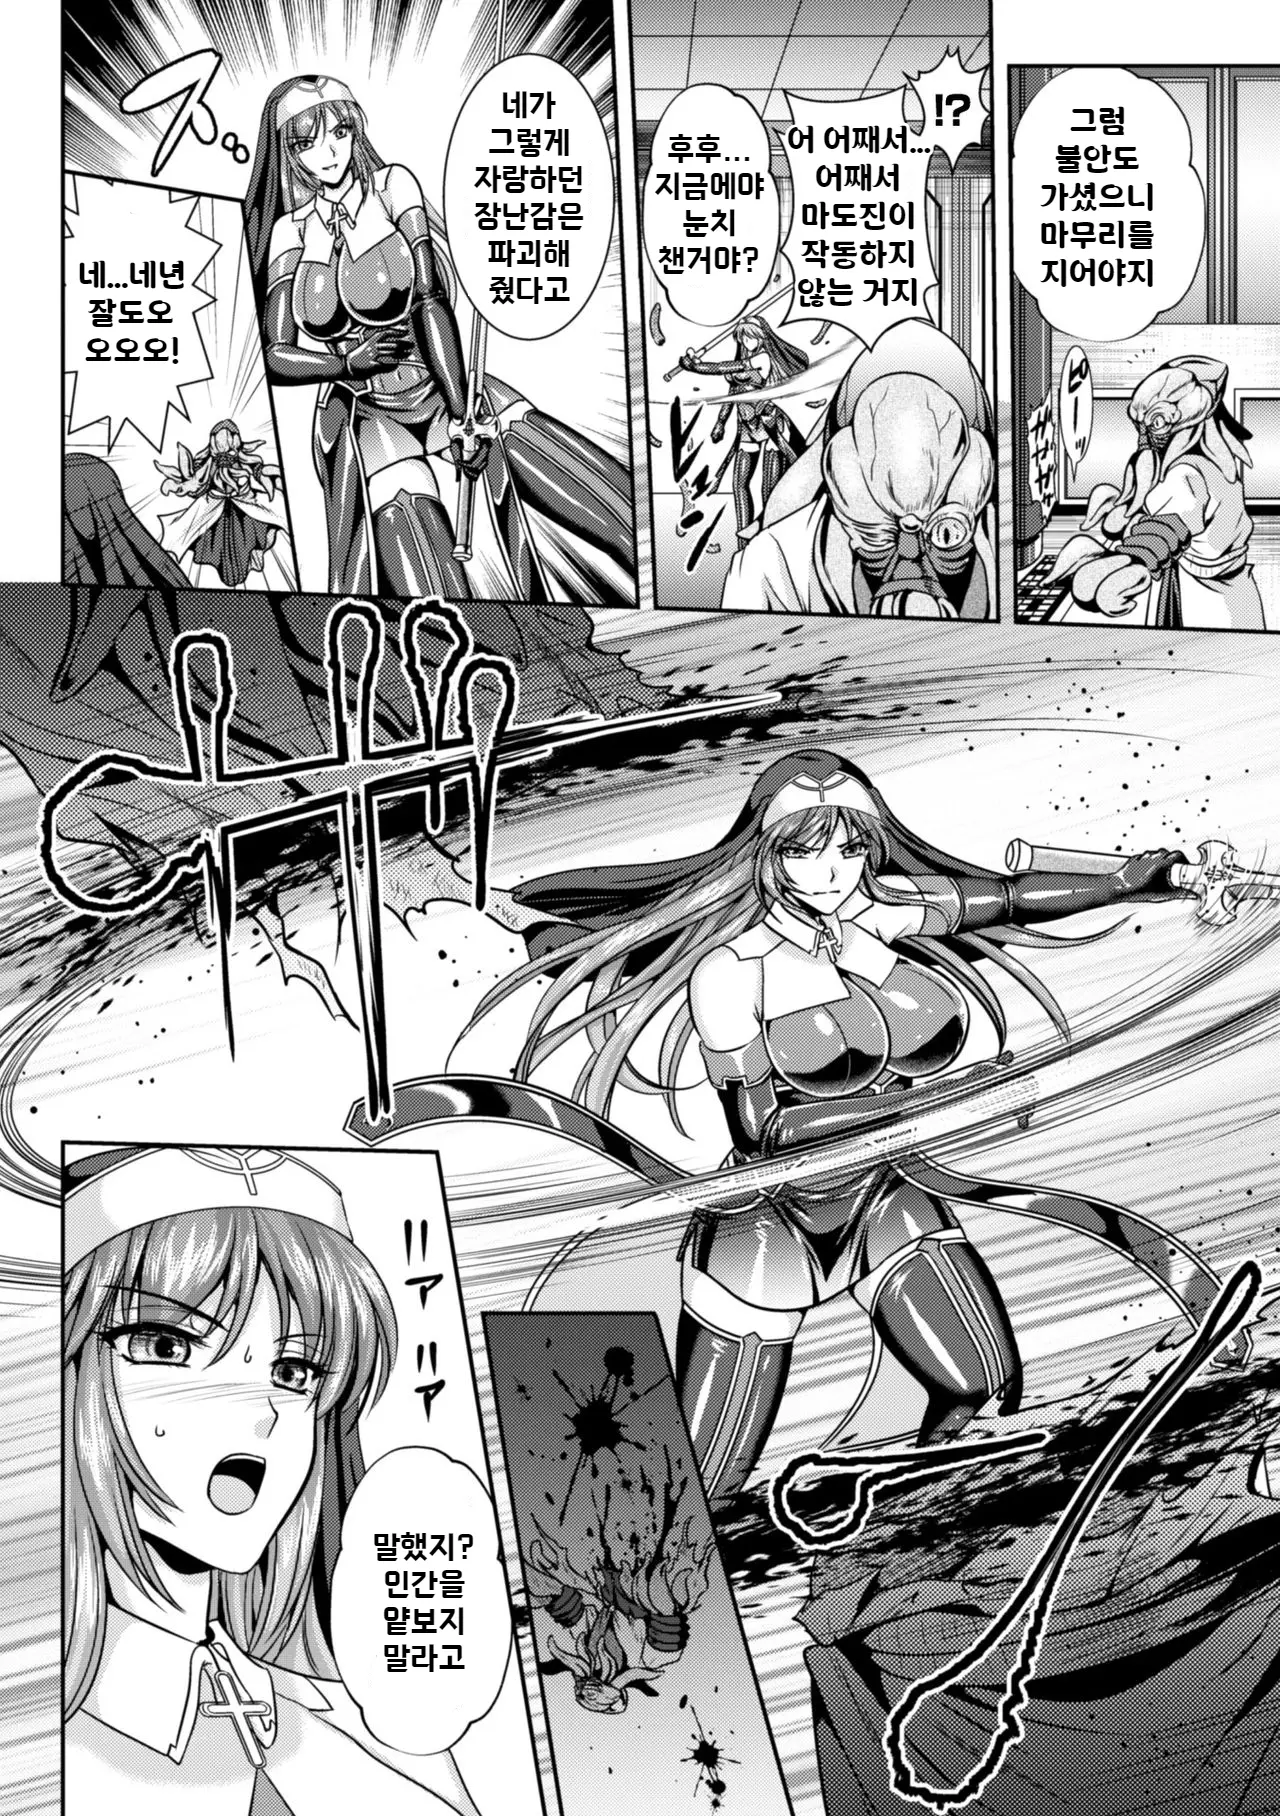 그럼
불안도
가셨으니
마무리를
지어야지
ピーッ
!?
어 어째서...
어째서
마도진이
작동하지
않는 거지
후후...
지금에야
눈치
챈거야?
네가
그렇게
자랑하던
장난감은
파괴해
줬다고
ズ...
네...네년
잘도오
오오오!
말했지?
인간을
얕보지
말라고